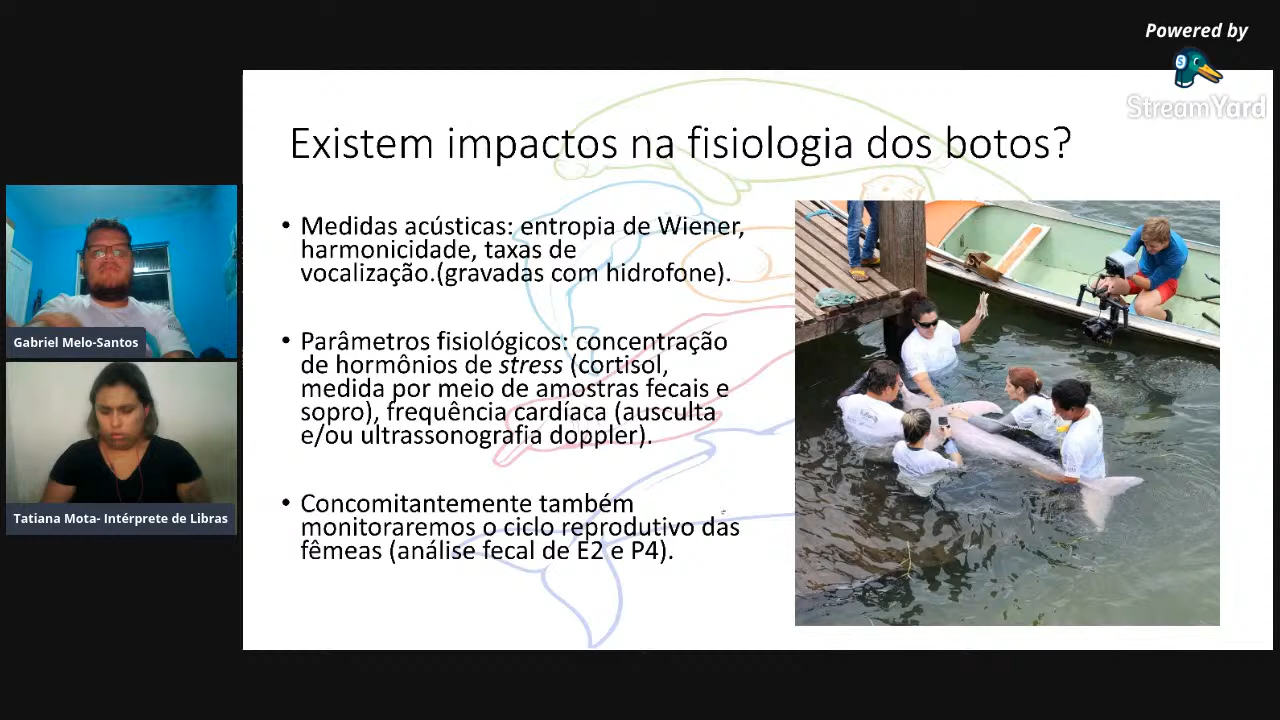 Powered by
StreamYard
Existem impactos na fisiologia dos botos?
• Medidas acústicas: entropia de Wiener,
harmonicidade, taxas de
vocalização.(gravadas com hidrofone).
• Parâmetros fisiológicos: concentração
de hormônios de stress (cortisol,
medida por meio de amostras fecais e
sopro), frequência cardíaca (ausculta
e/ou ultrassonografia doppler).
• Concomitantemente também
monitoraremos o ciclo reprodutivo das
fêmeas (análise fecal de E2 e P4).
Gabriel Melo-Santos
Tatiana Mota- Intérprete de Libras